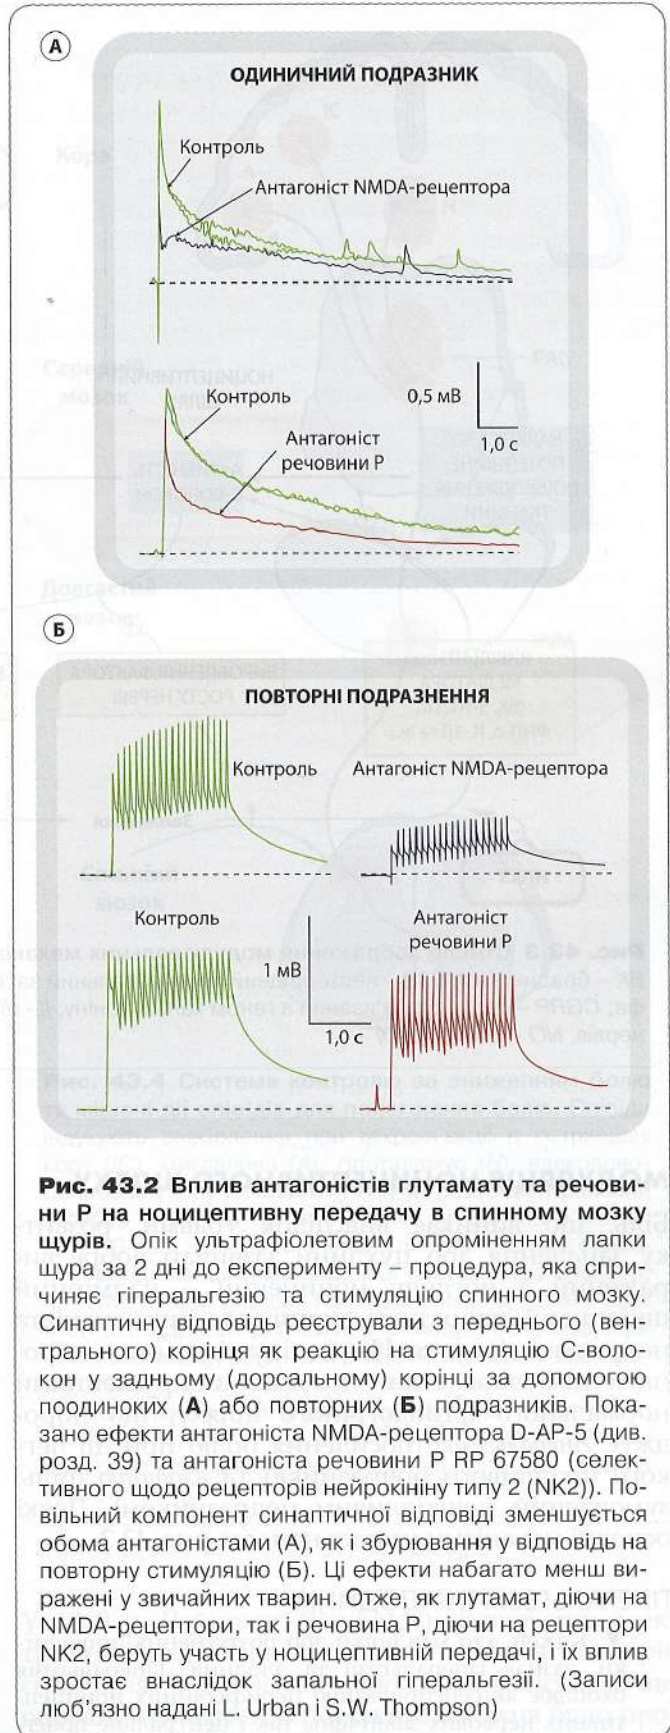 А
ОДИНИЧНИЙ ПОДРАЗНИК
Контроль
Антагоніст NMDA-рецептора
Контроль
0,5 мВ
1,0 с
Антагоніст
речовини Р
Б
ПОВТОРНІ ПОДРАЗНЕННЯ
Контроль
Антагоніст NMDA-рецептора
Контроль
1 мВ
1,0 с
Антагоніст
речовини Р
Рис. 43.2 Вплив антагоністів глутамату та речови-
ни Р на ноцицептивну передачу в спинному мозку
щурів. Опік ультрафіолетовим опроміненням лапки
щура за 2 дні до експерименту – процедура, яка спри-
чиняє гіперальгезію та стимуляцію спинного мозку.
Синаптичну відповідь реєстрували з переднього (вен-
трального) корінця як реакцію на стимуляцію С-воло-
кон у задньому (дорсальному) корінці за допомогою
поодиноких (А) або повторних (Б) подразників. Пока-
зано ефекти антагоніста NMDA-рецептора D-AP-5 (див.
розд. 39) та антагоніста речовини Р RP 67580 (селек-
тивного щодо рецепторів нейрокініну типу 2 (NK2)). По-
вільний компонент синаптичної відповіді зменшується
обома антагоністами (А), як і збурювання у відповідь на
повторну стимуляцію (Б). Ці ефекти набагато менш ви-
ражені у звичайних тварин. Отже, як глутамат, діючи на
NMDA-рецептори, так і речовина Р, діючи на рецептори
NK2, беруть участь у ноцицептивній передачі, і їх вплив
зростає внаслідок запальної гіперальгезії. (Записи
люб'язно надані L. Urban і S.W. Thompson)